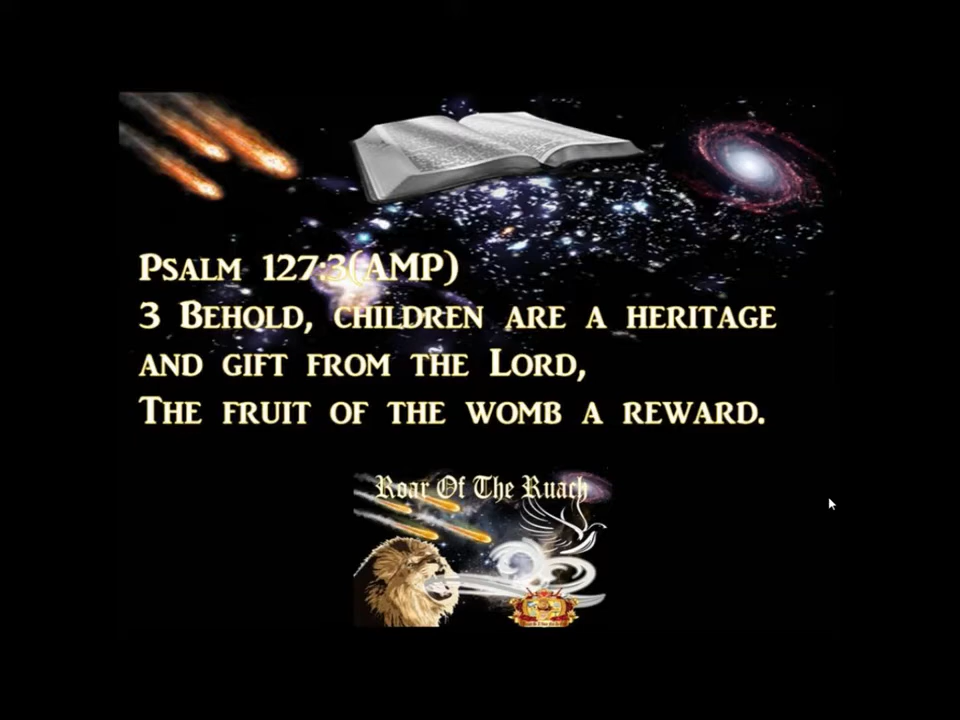 Psalm 127:3(AMP)
3 Behold, children are a heritage
and gift from the Lord,
The fruit of the womb a reward.
Roar Of The Ruach